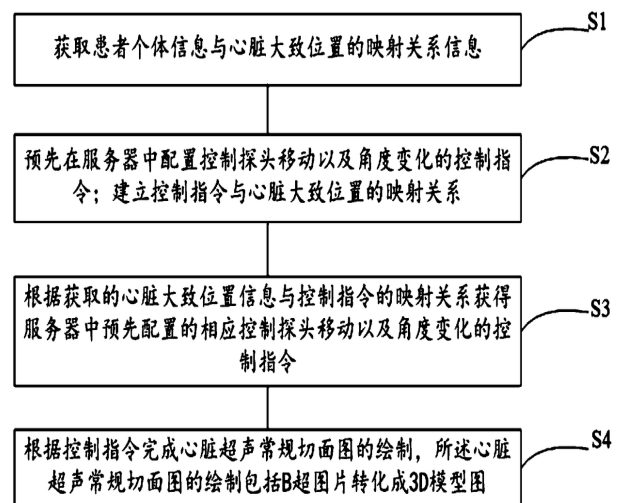 获取患者个体信息与心脏大致位置的映射关系信息
S1
预先在服务器中配置控制探头移动以及角度变化的控制指
令；建立控制指令与心脏大致位置的映射关系
S2
根据获取的心脏大致位置信息与控制指令的映射关系获得
服务器中预先配置的相应控制探头移动以及角度变化的控
制指令
S3
根据控制指令完成心脏超声常规切面图的绘制，所述心脏
超声常规切面图的绘制包括B超图片转化成3D模型图
S4